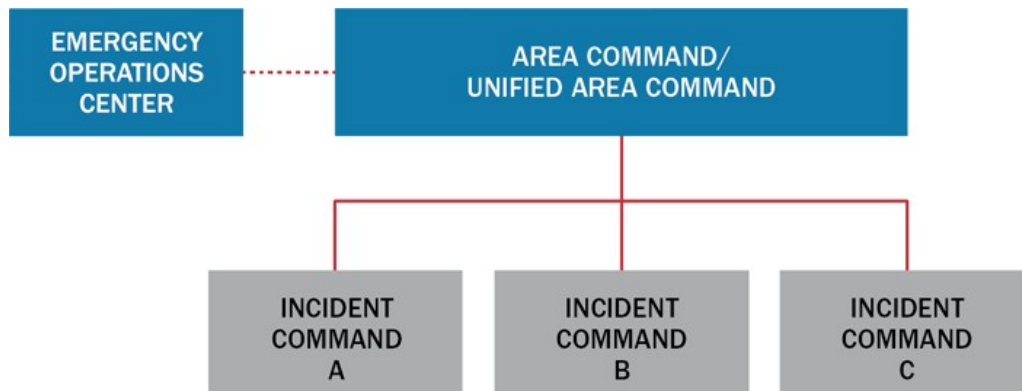 EMERGENCY
OPERATIONS
CENTER
AREA COMMAND/
UNIFIED AREA COMMAND
INCIDENT
COMMAND
A
INCIDENT
COMMAND
B
INCIDENT
COMMAND
C